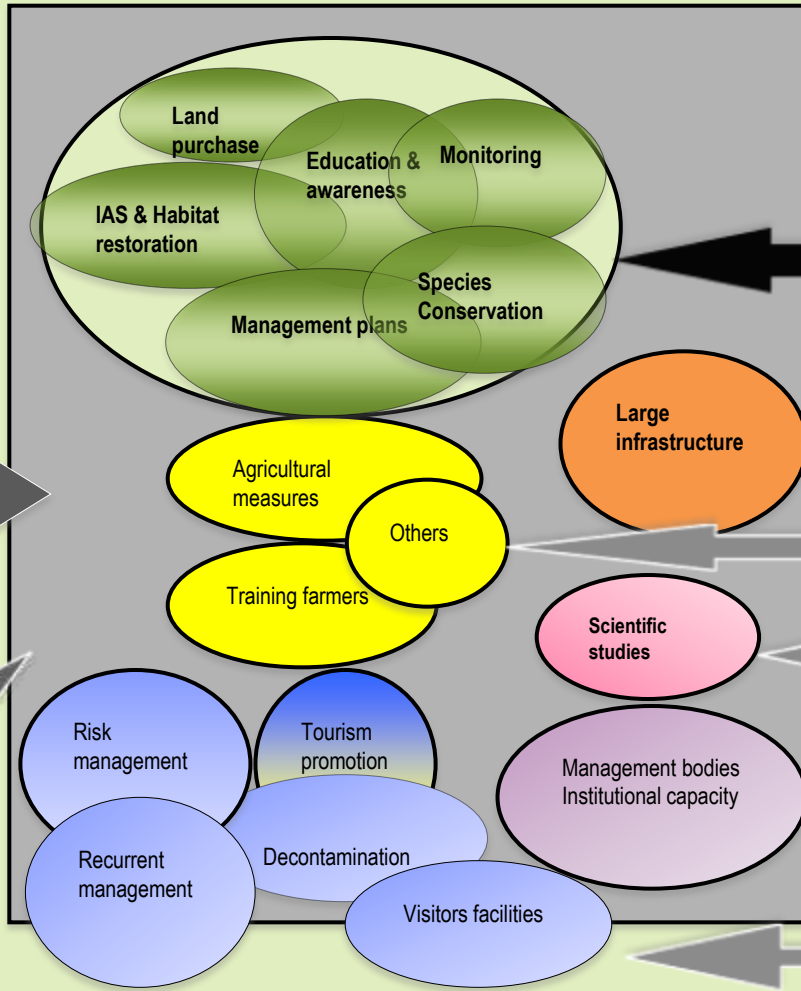 Land
purchase
Education &
awareness
Monitoring
IAS & Habitat
restoration
Species
Conservation
Management plans
Large
infrastructure
Agricultural
measures
Others
Training farmers
Scientific
studies
Risk
management
Tourism
promotion
Management bodies
Institutional capacity
Recurrent
management
Decontamination
Visitors facilities